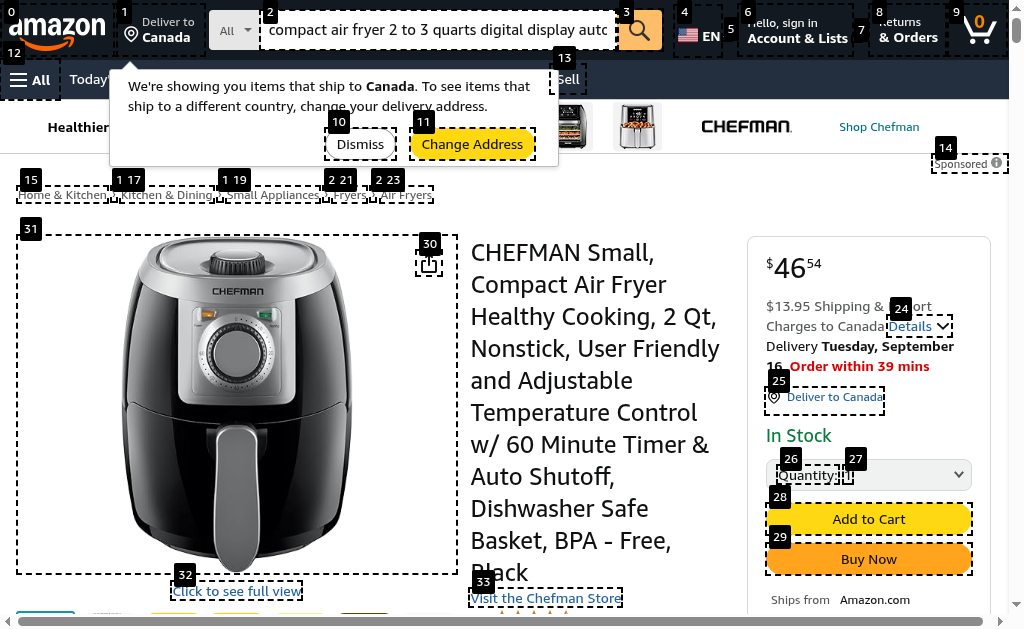 amazon
Deliver to
Canada
All
compact air fryer 2 to 3 quarts digital display auto
EN
Hello, sign in
Account & Lists
Returns
& Orders
0
All
Today'
Sell
We're showing you items that ship to Canada. To see items that
ship to a different country, change your delivery address.
Dismiss
Change Address
Healthier
CHEFMAN.
Shop Chefman
Sponsored
Home & Kitchen › Kitchen & Dining › Small Appliances › Fryers › Air Fryers
CHEFMAN
CHEFMAN Small,
Compact Air Fryer
Healthy Cooking, 2 Qt,
Nonstick, User Friendly
and Adjustable
Temperature Control
w/ 60 Minute Timer &
Auto Shutoff,
Dishwasher Safe
Basket, BPA - Free,
Black
Visit the Chefman Store
Click to see full view
$46.54
$13.95 Shipping & Import
Charges to Canada Details
Delivery Tuesday, September
16. Order within 39 mins
Deliver to Canada
In Stock
Quantity: 1
Add to Cart
Buy Now
Ships from Amazon.com
0
1
2
3
4
5
6
7
8
9
10
11
12
13
14
15
1 17
1 19
2 21
2 23
24
25
26
27
28
29
30
31
32
33